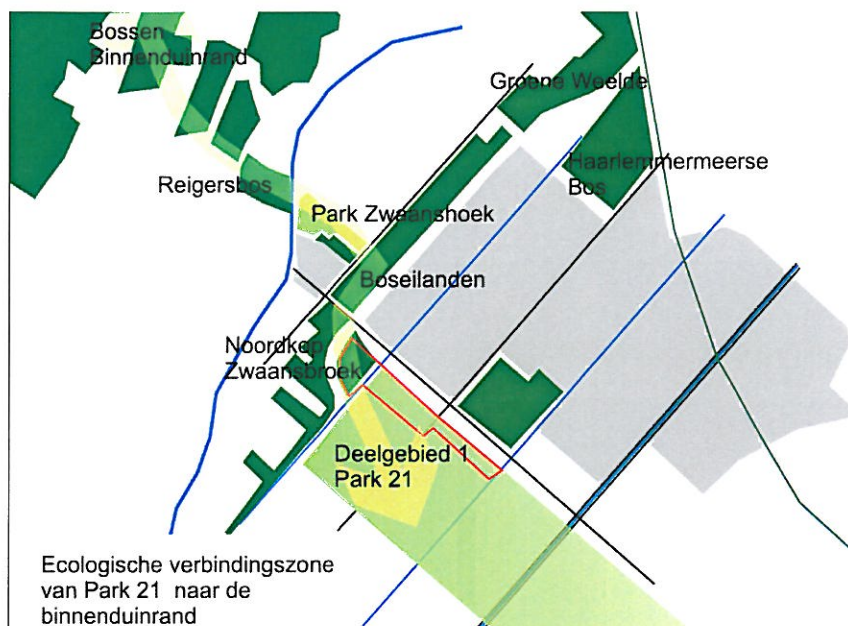 Bossen
Binnenduinrand
Groene Weelde
Haarlemmermeerse
Bos
Reigersbos
Park Zwaanshoek
Boseilanden
Noordkop
Zwaansbroek
Deelgebied 1
Park 21
Ecologische verbindingszone
van Park 21 naar de
binnenduinrand